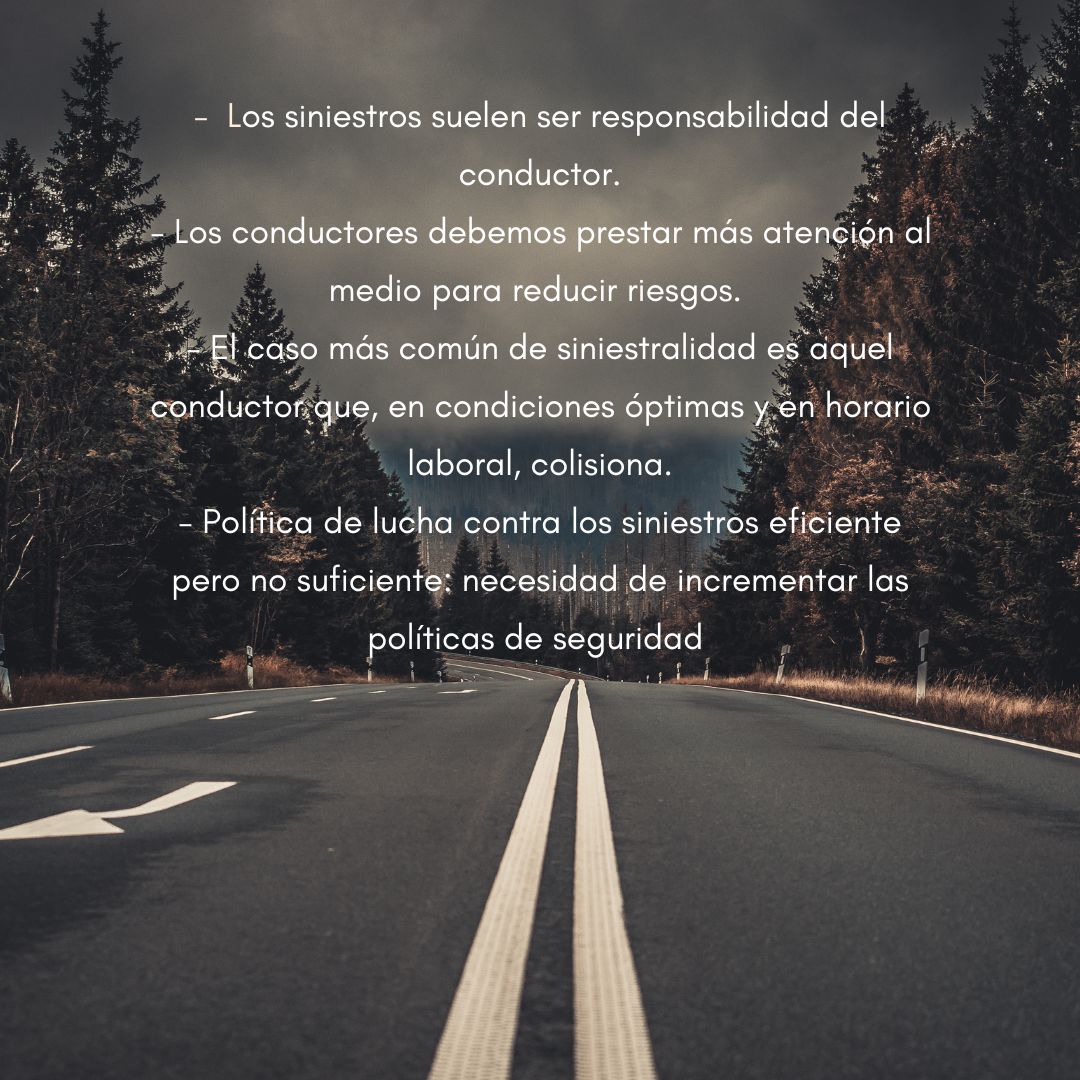 - Los siniestros suelen ser responsabilidad del
conductor.
- Los conductores debemos prestar más atención al
medio para reducir riesgos.
- El caso más común de siniestralidad es aquel
conductor que, en condiciones óptimas y en horario
laboral, colisiona.
- Política de lucha contra los siniestros eficiente
pero no suficiente: necesidad de incrementar las
políticas de seguridad